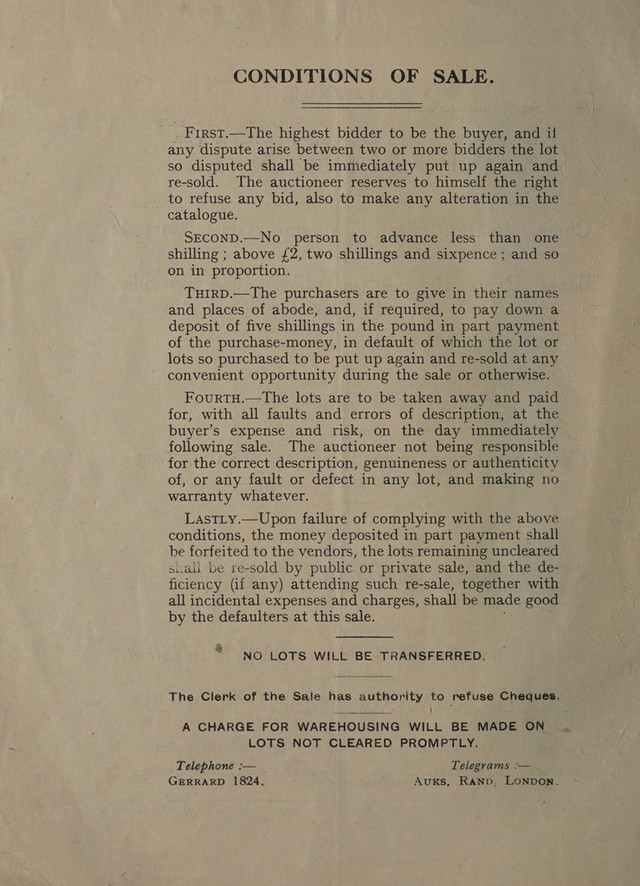 CONDITIONS OF SALE.
FIRST.—The highest bidder to be the buyer, and if
any dispute arise between two or more bidders the lot
so disputed shall be immediately put up again and
re-sold. The auctioneer reserves to himself the right
to refuse any bid, also to make any alteration in the
catalogue.
SECOND.—No person to advance less than one
shilling; above £2, two shillings and sixpence; and so
on in proportion.
THIRD.—The purchasers are to give in their names
and places of abode, and, if required, to pay down a
deposit of five shillings in the pound in part payment
of the purchase-money, in default of which the lot or
lots so purchased to be put up again and re-sold at any
convenient opportunity during the sale or otherwise.
FOURTH.—The lots are to be taken away and paid
for, with all faults and errors of description, at the
buyer's expense and risk, on the day immediately
following sale. The auctioneer not being responsible
for the correct description, genuineness or authenticity
of, or any fault or defect in any lot, and making no
warranty whatever.
LASTLY.—Upon failure of complying with the above
conditions, the money deposited in part payment shall
be forfeited to the vendors, the lots remaining uncleared
shall be re-sold by public or private sale, and the de-
ficiency (if any) attending such re-sale, together with
all incidental expenses and charges, shall be made good
by the defaulters at this sale.
NO LOTS WILL BE TRANSFERRED.
The Clerk of the Sale has authority to refuse Cheques.
A CHARGE FOR WAREHOUSING WILL BE MADE ON
LOTS NOT CLEARED PROMPTLY.
Telephone :— Telegrams :—
GERRARD 1824. AUKS, RAND, LONDON.